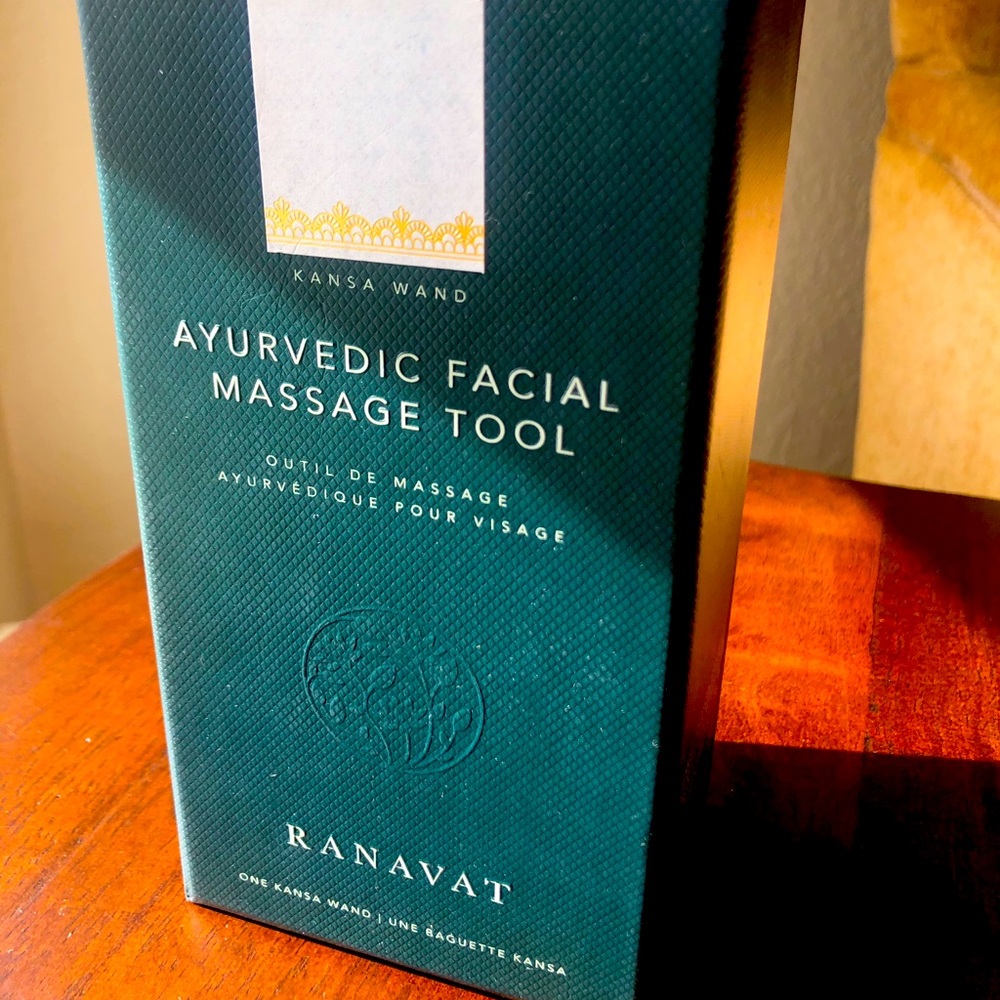 KANSA WAND
AYURVEDIC FACIAL
MASSAGE TOOL
OUTIL DE MASSAGE
AYURVÉDIQUE POUR VISAGE
RANAVAT
ONE KANSA WAND | UNE BAGUETTE KANSA